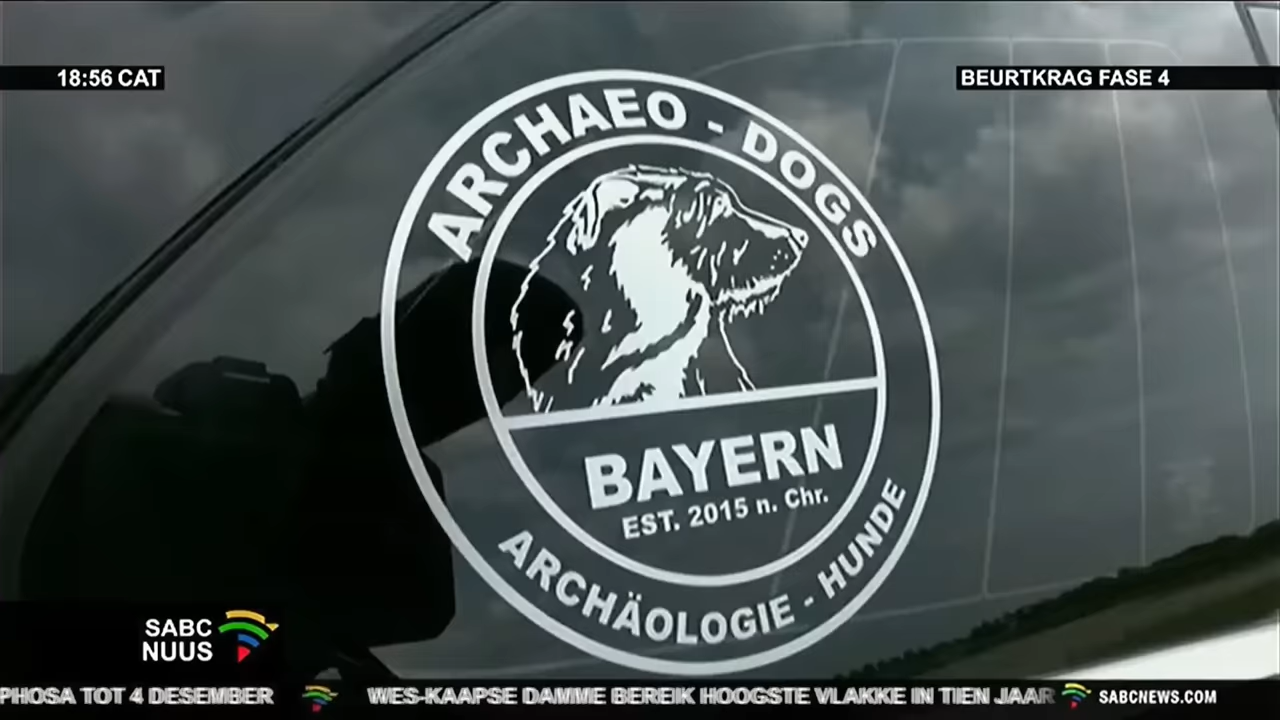 18:56 CAT
BEURTKRAG FASE 4
ARCHAEO - DOGS
BAYERN
EST. 2015 n. Chr.
ARCHÄOLOGIE - HUNDE
SABC
NUUS
PHOSA TOT 4 DESEMBER WES-KAAPSE DAMME BEREIK HOOGSTE VLAKKE IN TIEN JAAR SABCNEWS.COM